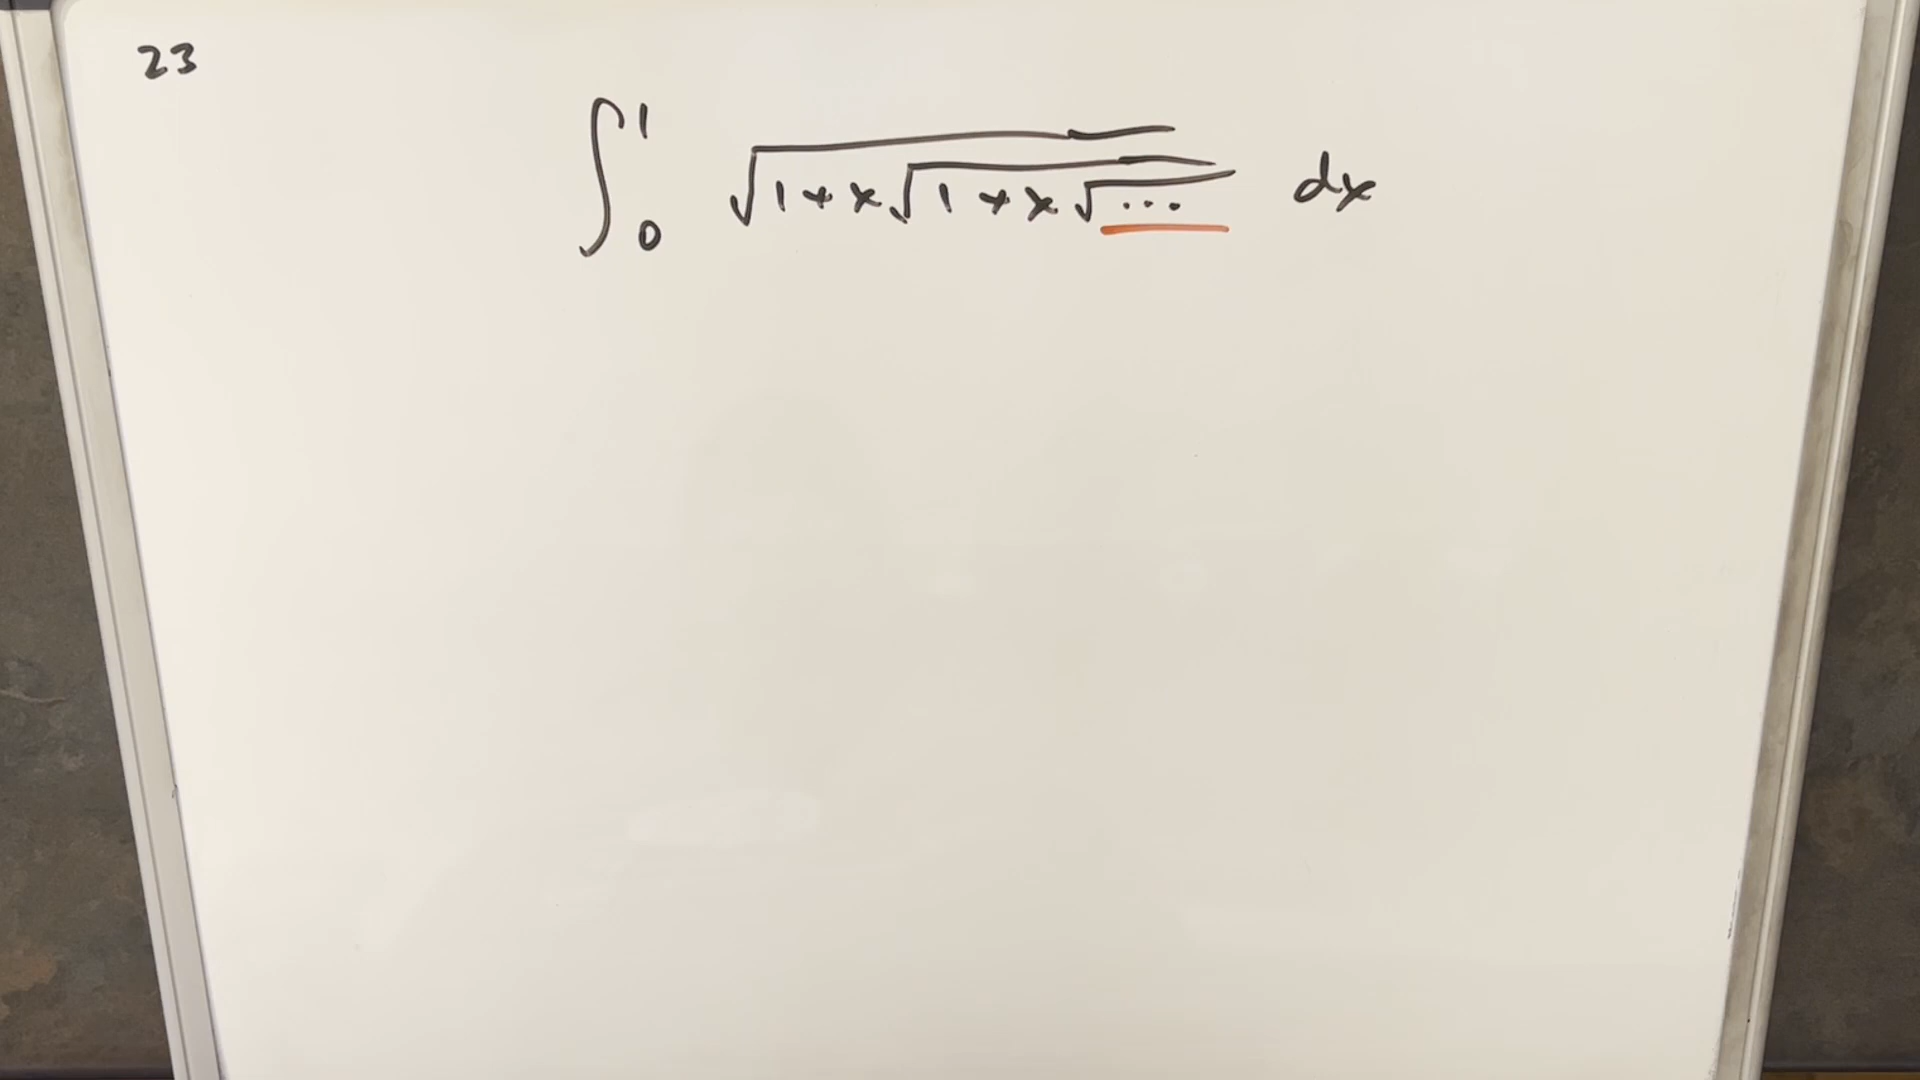 23
∫₀¹ √(1+x√(1+x√(...))) dx